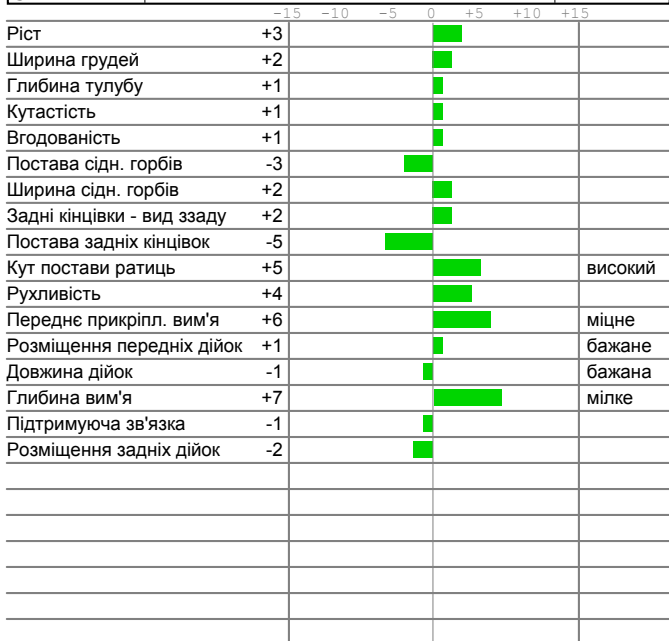 -15 -10 -5 0 +5 +10 +15
Ріст +3
Ширина грудей +2
Глибина тулубу +1
Кутастість +1
Вгодованість +1
Постава сідн. горбів -3
Ширина сідн. горбів +2
Задні кінцівки - вид ззаду +2
Постава задніх кінцівок -5
Кут постави ратиць +5 високий
Рухливість +4
Переднє прикріпл. вим'я +6 міцне
Розміщення передніх дійок +1 бажане
Довжина дійок -1 бажана
Глибина вим'я +7 мілке
Підтримуюча зв'язка -1
Розміщення задніх дійок -2